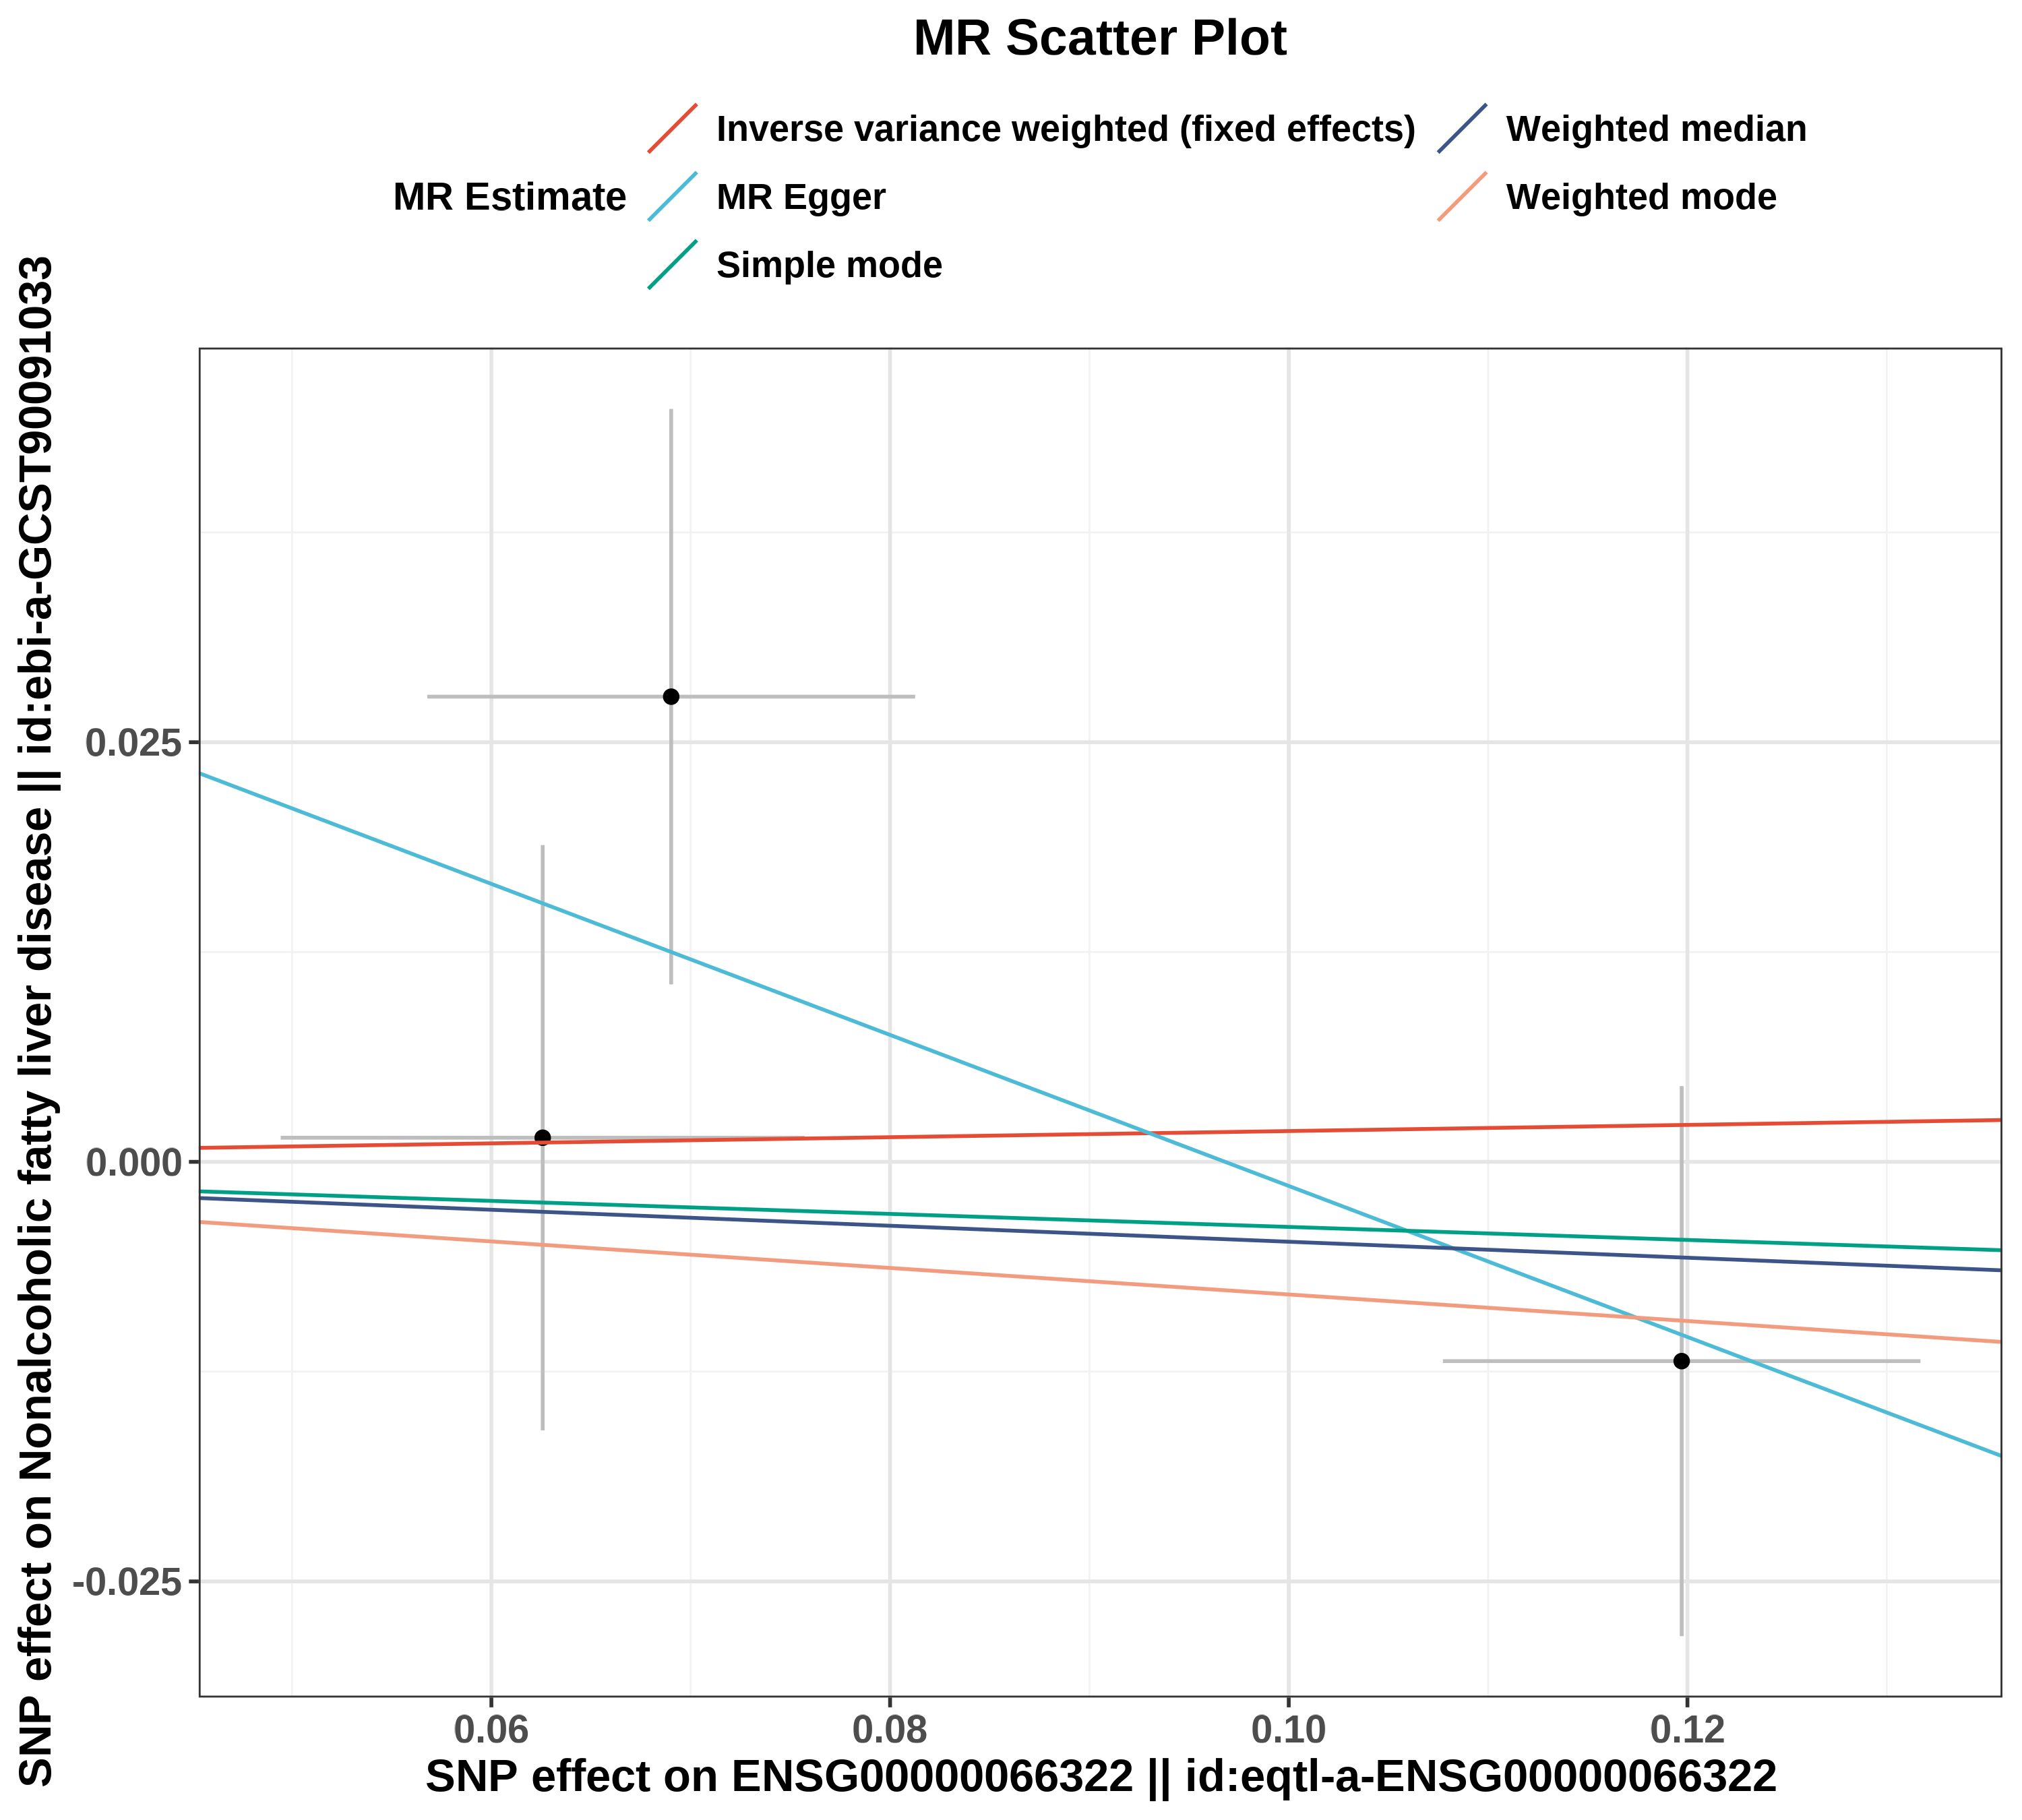 MR Scatter Plot
MR Estimate
Inverse variance weighted (fixed effects)
MR Egger
Simple mode
Weighted median
Weighted mode
SNP effect on Nonalcoholic fatty liver disease || id:ebi-a-GCST90091033
0.025
0.000
-0.025
0.06
0.08
0.10
0.12
SNP effect on ENSG00000066322 || id:eqtl-a-ENSG00000066322